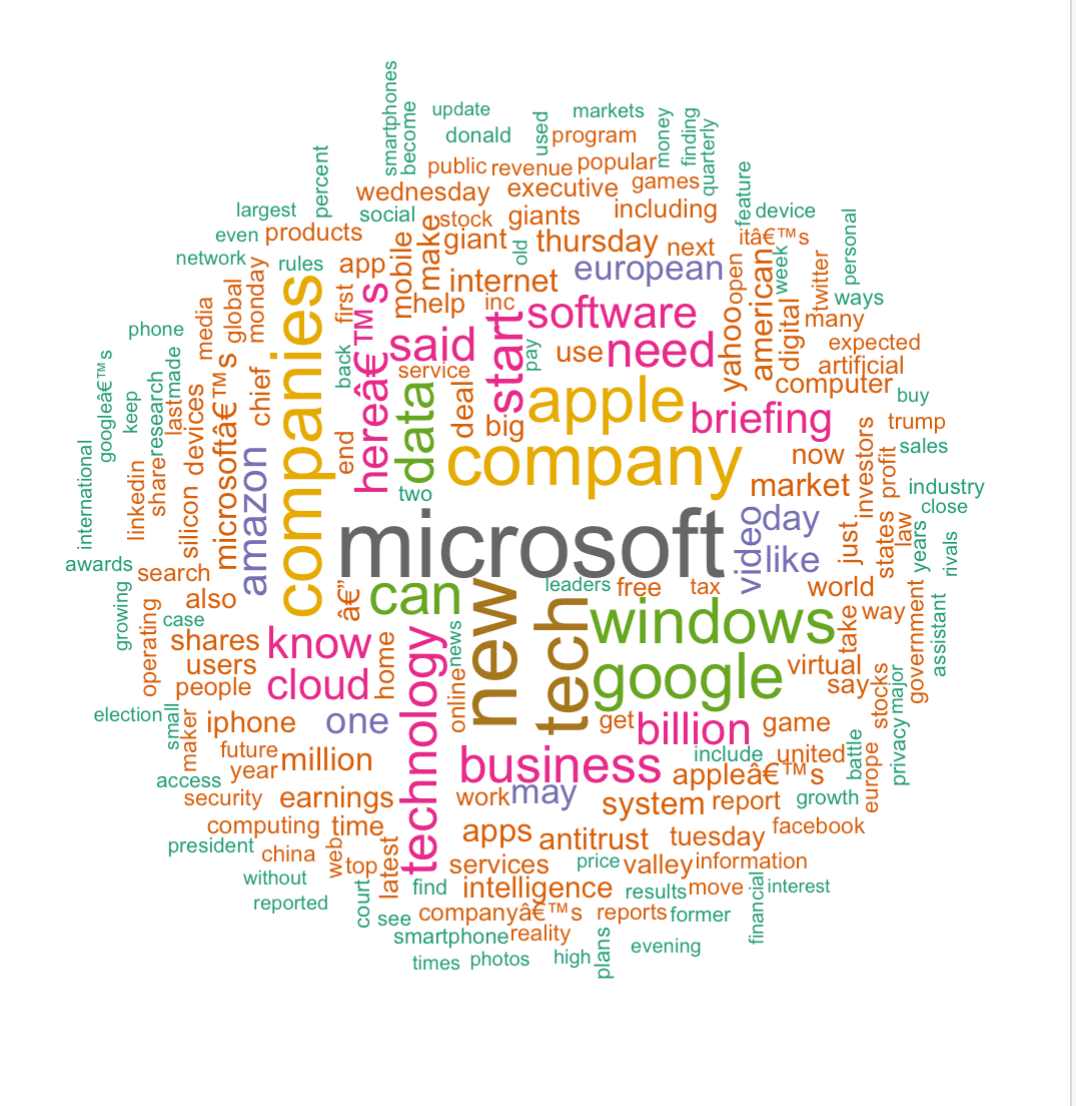 smartphones
become
update
donald
used
markets
program
money
finding
quarterly
percent
public
revenue
popular
wednesday
executive
games
feature
largest
social
stock
giants
including
device
even
products
mobile
make
giant
old
thursday
next
itâ€™s
week
personal
network
rules
app
internet
european
open
american
twitter
global
monday
first
help
inc
software
ways
media
phone
companies
hereâ€™s
said
start
pay
use
need
yahoo
digital
many
expected
artificial
googleâ€™s
keep
research
last
made
microsoftâ€™s
chief
back
service
data
deal
big
apple
computer
buy
briefing
trump
devices
amazon
end
company
now
investors
profit
sales
international
linkedin
share
silicon
two
market
industry
close
microsoft
video
day
like
just
states
law
years
rivals
awards
search
â€”
can
leaders
free
tax
world
growing
also
case
new
tech
windows
take
way
government
assistant
operating
shares
know
technology
news
google
virtual
users
home
say
people
cloud
online
stocks
major
election
small
maker
iphone
one
get
billion
game
privacy
future
million
business
include
united
battle
europe
access
year
appleâ€™s
security
earnings
work
may
system
report
growth
computing
time
apps
antitrust
tuesday
facebook
president
china
web
top
latest
services
price
valley
information
without
find
intelligence
results
move
financial
interest
reported
court
see
companyâ€™s
reports
former
smartphone
reality
evening
times
photos
high
plans